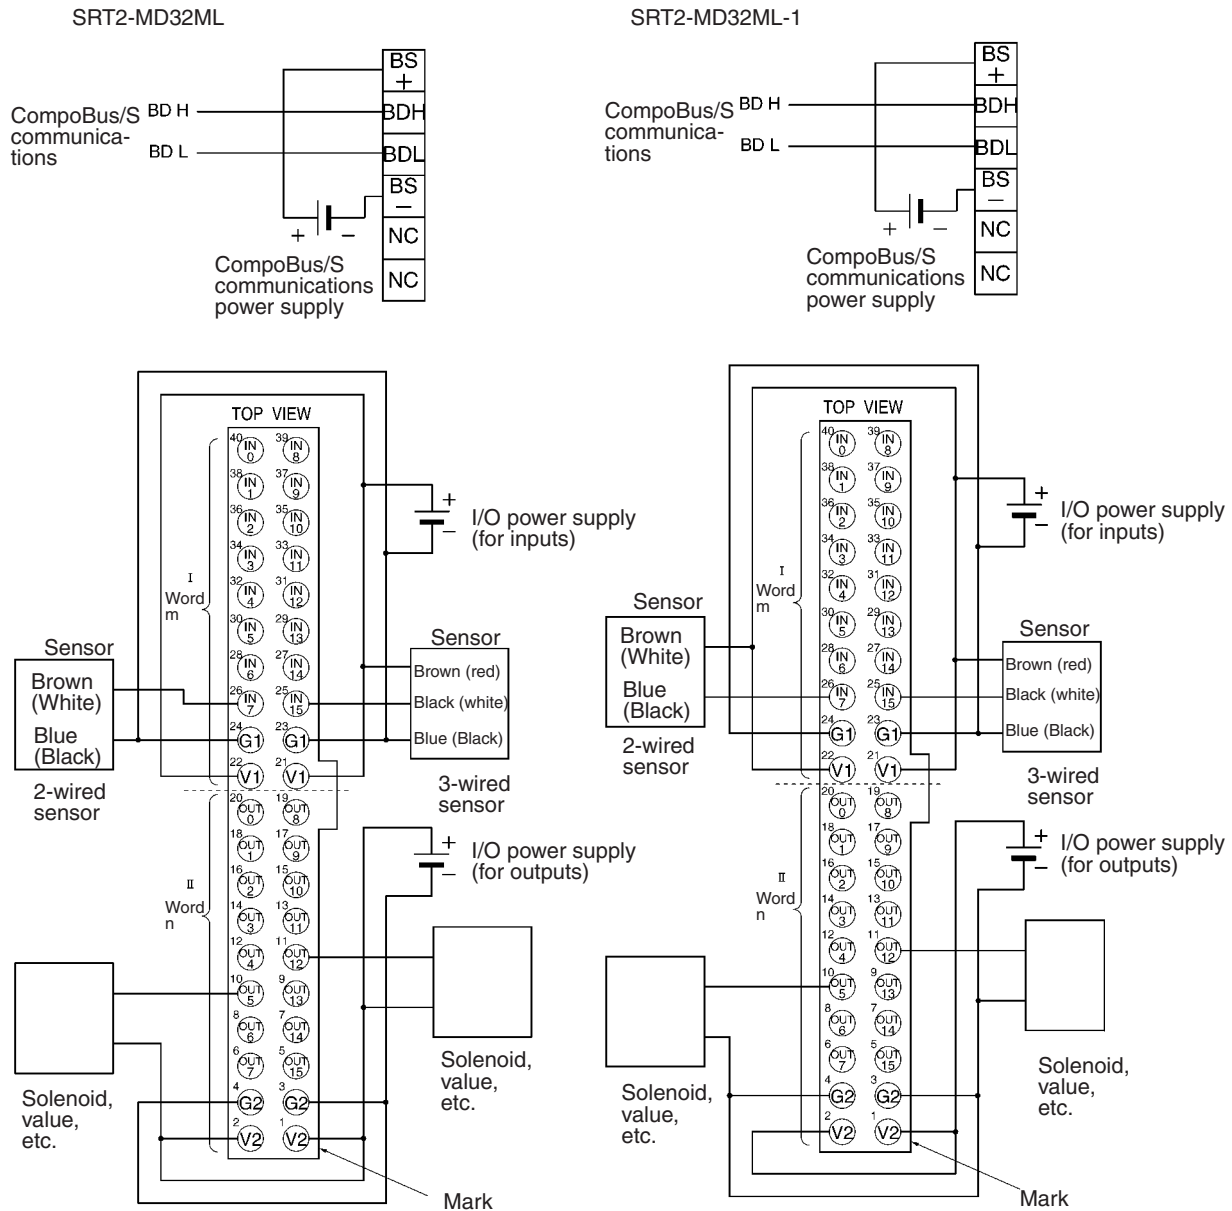 SRT2-MD32ML
BS
+
BDH
BDL
BS
−
NC
NC
CompoBus/S
communica-
tions
BD H
BD L
+ −
CompoBus/S
communications
power supply
TOP VIEW
40 IN 0 39 IN 8
38 IN 1 37 IN 9
36 IN 2 35 IN 10
34 IN 3 33 IN 11
32 IN 4 31 IN 12
30 IN 5 29 IN 13
28 IN 6 27 IN 14
26 IN 7 25 IN 15
24 G1 23 G1
22 V1 21 V1
20 OUT 0 19 OUT 8
18 OUT 1 17 OUT 9
16 OUT 2 15 OUT 10
14 OUT 3 13 OUT 11
12 OUT 4 11 OUT 12
10 OUT 5 9 OUT 13
8 OUT 6 7 OUT 14
6 OUT 7 5 OUT 15
4 G2 3 G2
2 V2 1 V2
I
Word
m
II
Word
n
+
−
I/O power supply
(for inputs)
Sensor
Brown
(White)
Blue
(Black)
2-wired
sensor
Sensor
Brown (red)
Black (white)
Blue (Black)
3-wired
sensor
+
−
I/O power supply
(for outputs)
Solenoid,
value,
etc.
Solenoid,
value,
etc.
Mark
SRT2-MD32ML-1
BS
+
BDH
BDL
BS
−
NC
NC
CompoBus/S
communica-
tions
BD H
BD L
+ −
CompoBus/S
communications
power supply
TOP VIEW
40 IN 0 39 IN 8
38 IN 1 37 IN 9
36 IN 2 35 IN 10
34 IN 3 33 IN 11
32 IN 4 31 IN 12
30 IN 5 29 IN 13
28 IN 6 27 IN 14
26 IN 7 25 IN 15
24 G1 23 G1
22 V1 21 V1
20 OUT 0 19 OUT 8
18 OUT 1 17 OUT 9
16 OUT 2 15 OUT 10
14 OUT 3 13 OUT 11
12 OUT 4 11 OUT 12
10 OUT 5 9 OUT 13
8 OUT 6 7 OUT 14
6 OUT 7 5 OUT 15
4 G2 3 G2
2 V2 1 V2
I
Word
m
II
Word
n
+
−
I/O power supply
(for inputs)
Sensor
Brown
(White)
Blue
(Black)
2-wired
sensor
Sensor
Brown (red)
Black (white)
Blue (Black)
3-wired
sensor
+
−
I/O power supply
(for outputs)
Solenoid,
value,
etc.
Solenoid,
value,
etc.
Mark